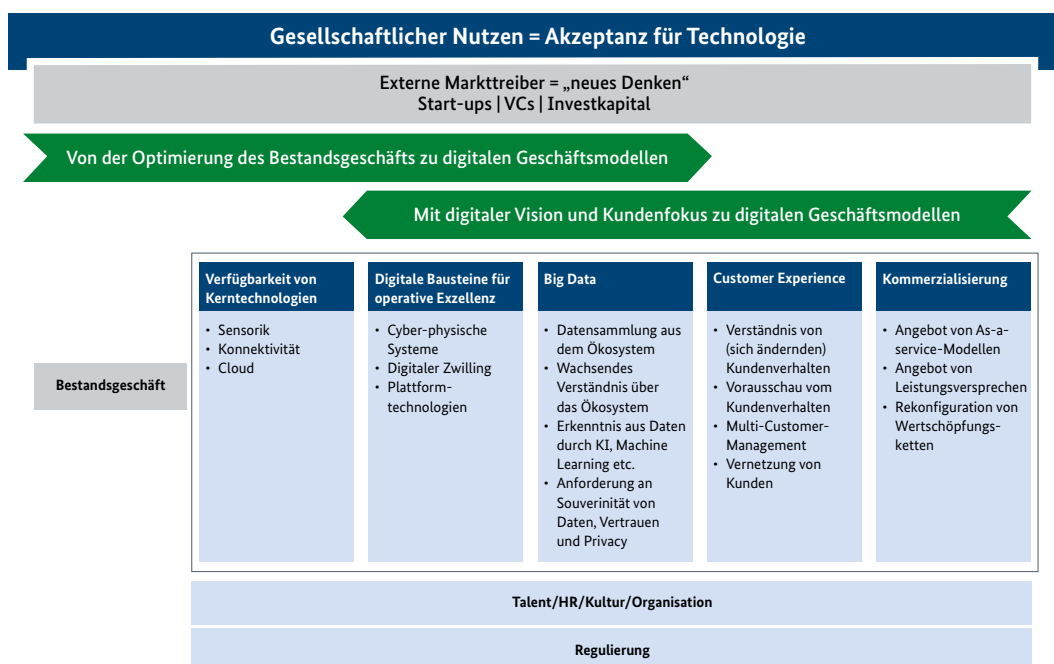 Gesellschaftlicher Nutzen = Akzeptanz für Technologie
Externe Markttreiber = „neues Denken“
Start-ups | VCs | Investkapital
Von der Optimierung des Bestandsgeschäfts zu digitalen Geschäftsmodellen
Mit digitaler Vision und Kundenfokus zu digitalen Geschäftsmodellen
Bestandsgeschäft
Verfügbarkeit von
Kerntechnologien
• Sensorik
• Konnektivität
• Cloud
Digitale Bausteine für
operative Exzellenz
• Cyber-physische
Systeme
• Digitaler Zwilling
• Plattform-
technologien
Big Data
• Datensammlung aus
dem Ökosystem
• Wachsendes
Verständnis über
das Ökosystem
• Erkenntnis aus Daten
durch KI, Machine
Learning etc.
• Anforderung an
Souverinität von
Daten, Vertrauen
und Privacy
Customer Experience
• Verständnis von
(sich ändernden)
Kundenverhalten
• Vorausschau vom
Kundenverhalten
• Multi-Customer-
Management
• Vernetzung von
Kunden
Kommerzialisierung
• Angebot von As-a-
service-Modellen
• Angebot von
Leistungsversprechen
• Rekonfiguration von
Wertschöpfungs-
ketten
Talent/HR/Kultur/Organisation
Regulierung